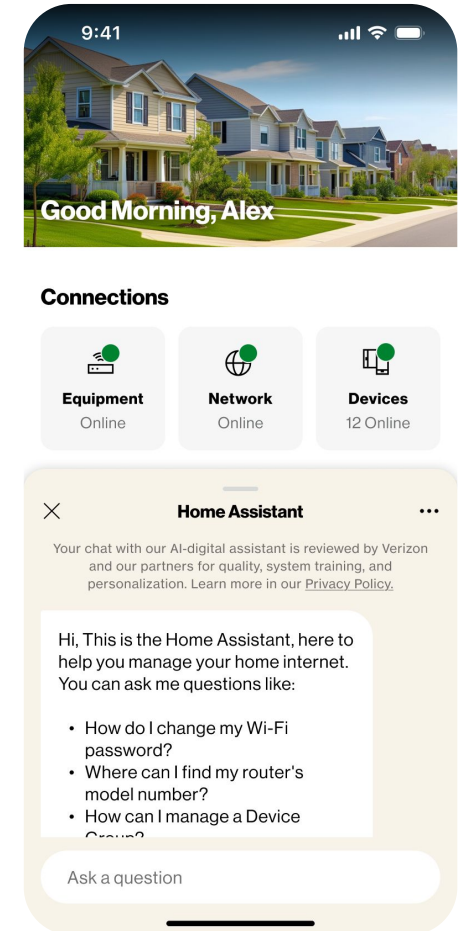 9:41
Good Morning, Alex
Connections
Equipment
Online
Network
Online
Devices
12 Online
Home Assistant
Your chat with our AI-digital assistant is reviewed by Verizon
and our partners for quality, system training, and
personalization. Learn more in our Privacy Policy.
Hi, This is the Home Assistant, here to
help you manage your home internet.
You can ask me questions like:
• How do I change my Wi-Fi
password?
• Where can I find my router's
model number?
• How can I manage a Device
Group?
Ask a question